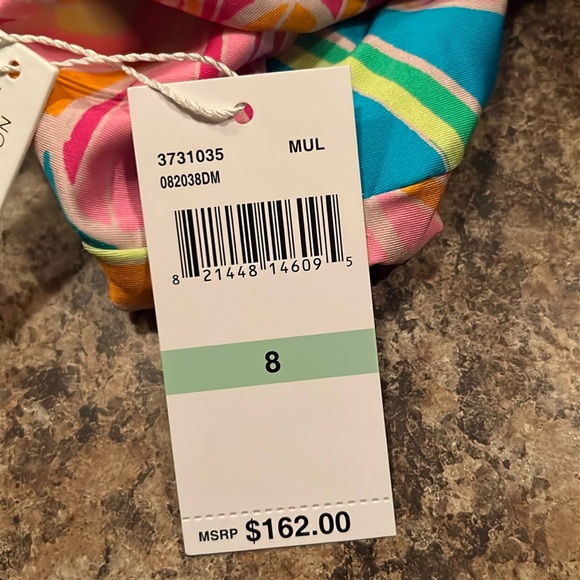 3731035 MUL
082038DM
8 21448 14609 5
8
MSRP $162.00